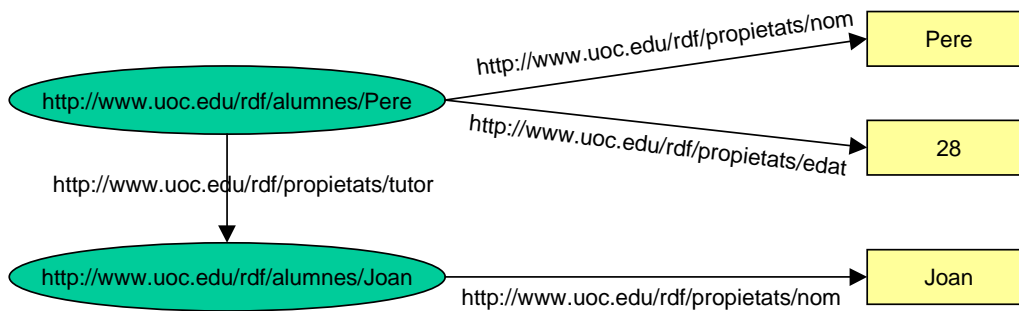 http://www.uoc.edu/rdf/propietats/nom
Pere
http://www.uoc.edu/rdf/alumnes/Pere
http://www.uoc.edu/rdf/propietats/edat
28
http://www.uoc.edu/rdf/propietats/tutor
http://www.uoc.edu/rdf/alumnes/Joan
Joan
http://www.uoc.edu/rdf/propietats/nom